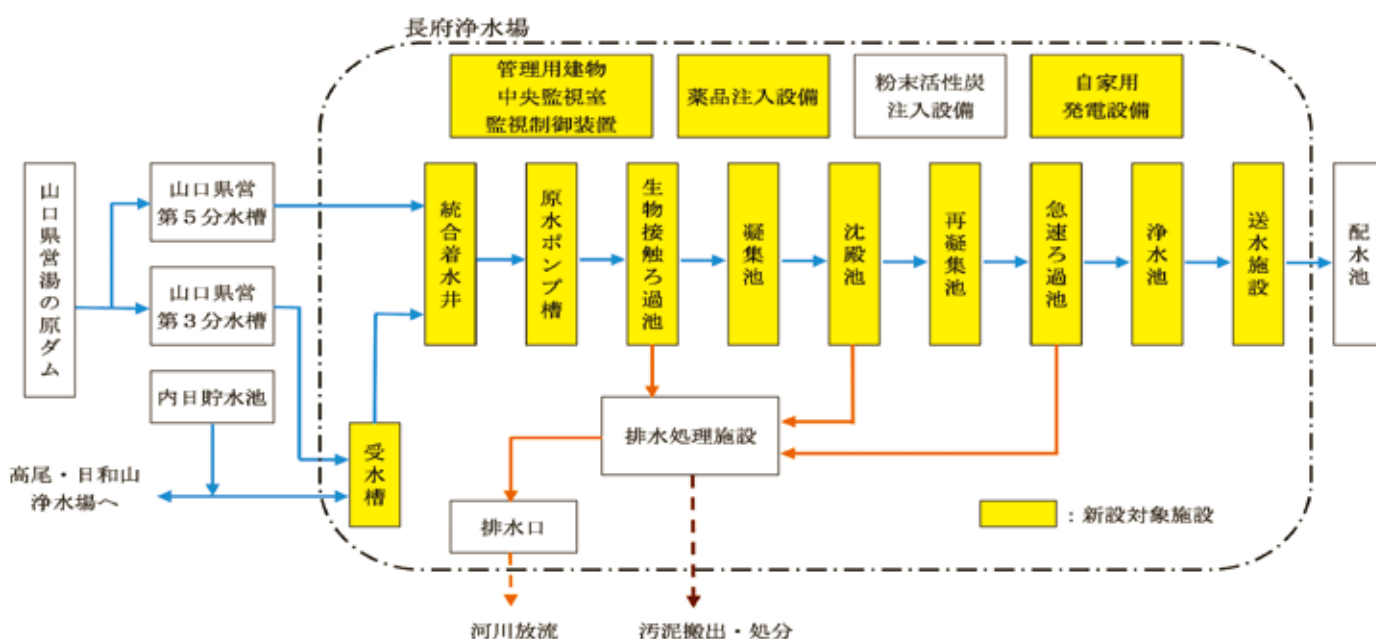 長府浄水場
管理用建物
中央監視室
監視制御装置
薬品注入設備
粉末活性炭
注入設備
自家用
発電設備
山口県営湯の原ダム
山口県営
第５分水槽
山口県営
第３分水槽
内日貯水池
高尾・日和山
浄水場へ
受水槽
統合着水井
原水ポンプ槽
生物接触ろ過池
凝集池
沈殿池
再凝集池
急速ろ過池
浄水池
送水施設
配水池
排水処理施設
排水口
：新設対象施設
河川放流
汚泥搬出・処分